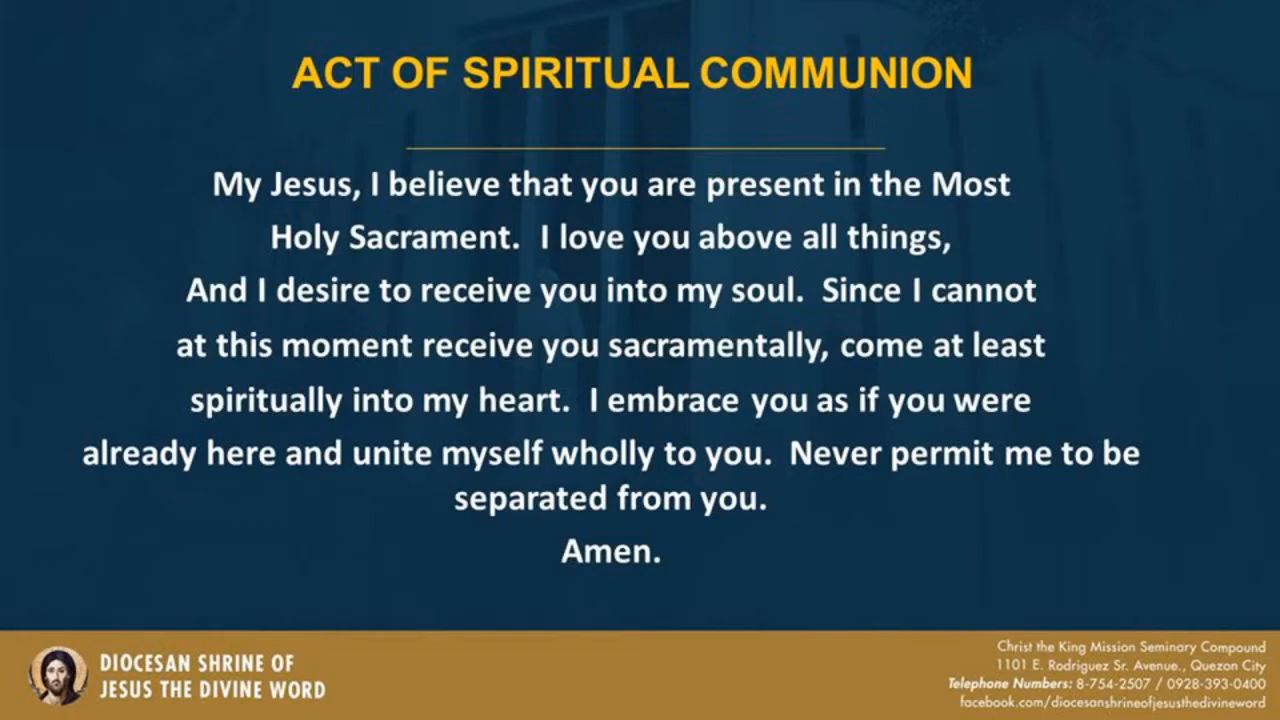 ACT OF SPIRITUAL COMMUNION
My Jesus, I believe that you are present in the Most
Holy Sacrament.  I love you above all things,
And I desire to receive you into my soul.  Since I cannot
at this moment receive you sacramentally, come at least
spiritually into my heart.  I embrace you as if you were
already here and unite myself wholly to you.  Never permit me to be
separated from you.
Amen.
DIOCESAN SHRINE OF
JESUS THE DIVINE WORD
Christ the King Mission Seminary Compound
1101 E. Rodriguez Sr. Avenue., Quezon City
Telephone Numbers: 8-754-2507 / 0928-393-0400
facebook.com/diocesanshrineofjesusthedivineword